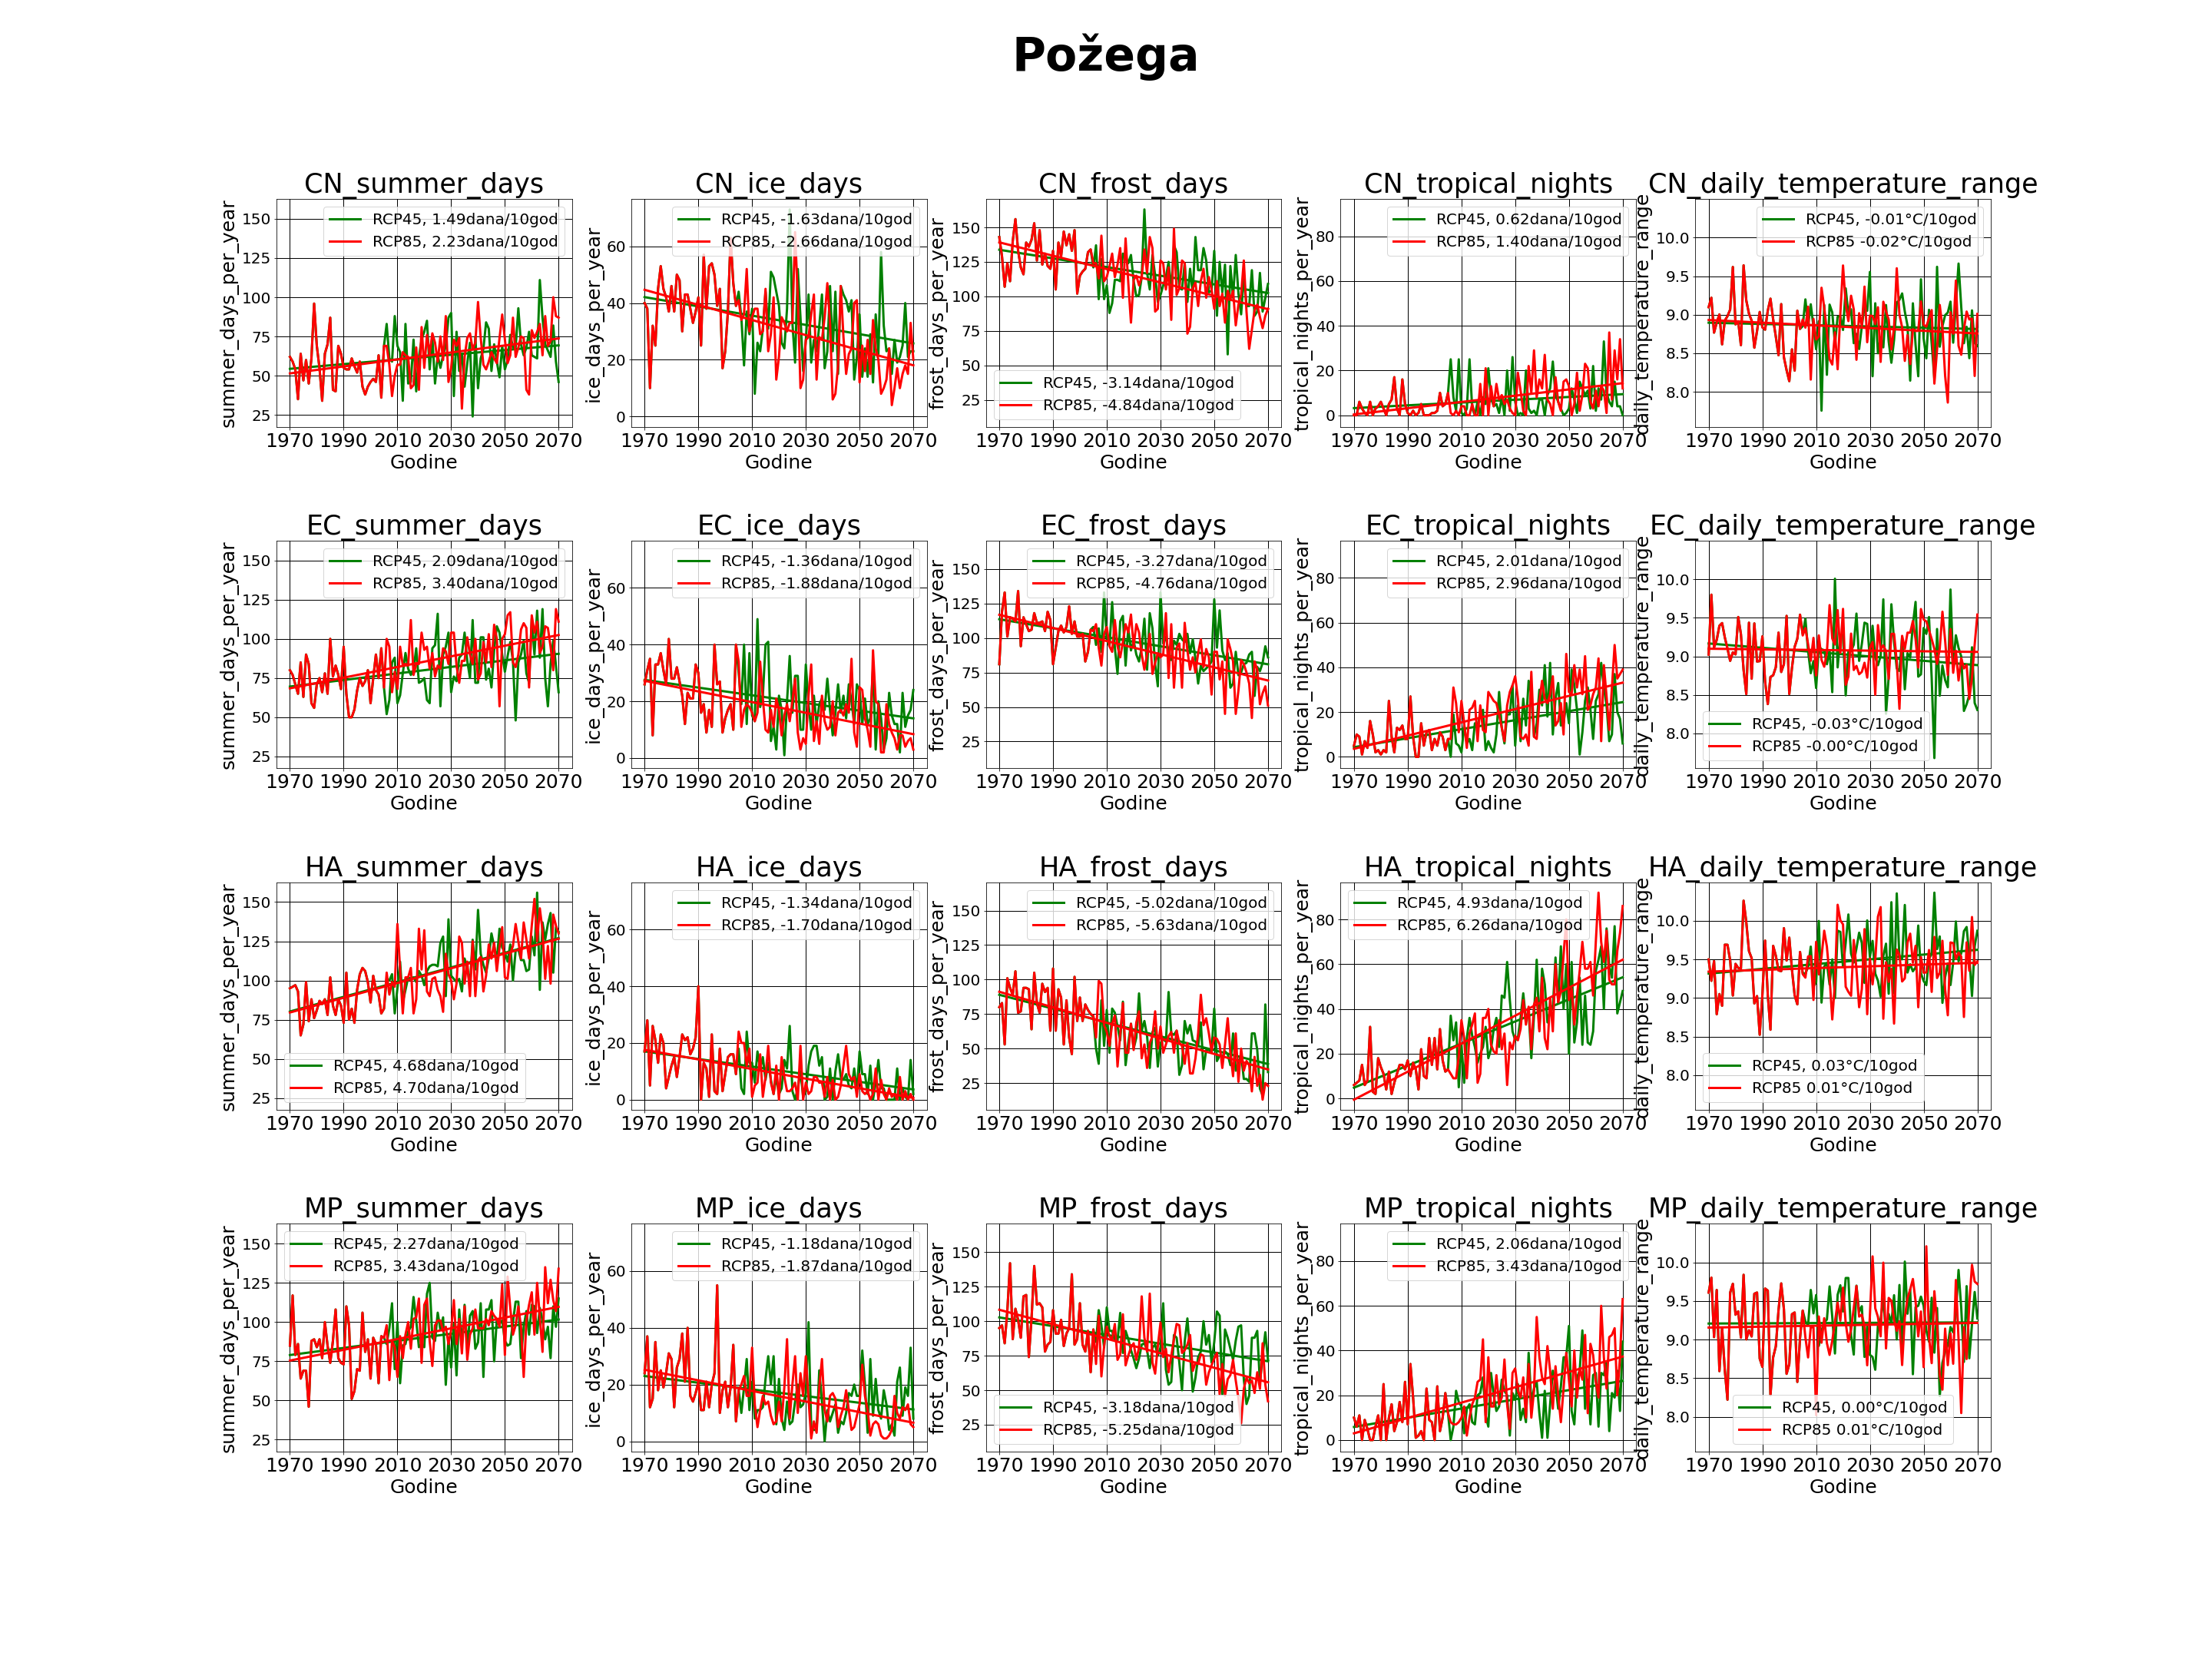 Požega
CN_summer_days
summer_days_per_year
150
125
100
75
50
25
RCP45, 1.49dana/10god
RCP85, 2.23dana/10god
1970 1990 2010 2030 2050 2070
Godine
CN_ice_days
ice_days_per_year
60
40
20
0
RCP45, -1.63dana/10god
RCP85, -2.66dana/10god
1970 1990 2010 2030 2050 2070
Godine
CN_frost_days
frost_days_per_year
150
125
100
75
50
25
RCP45, -3.14dana/10god
RCP85, -4.84dana/10god
1970 1990 2010 2030 2050 2070
Godine
CN_tropical_nights
tropical_nights_per_year
80
60
40
20
0
RCP45, 0.62dana/10god
RCP85, 1.40dana/10god
1970 1990 2010 2030 2050 2070
Godine
CN_daily_temperature_range
daily_temperature_range
10.0
9.5
9.0
8.5
8.0
RCP45, -0.01°C/10god
RCP85 -0.02°C/10god
1970 1990 2010 2030 2050 2070
Godine
EC_summer_days
summer_days_per_year
150
125
100
75
50
25
RCP45, 2.09dana/10god
RCP85, 3.40dana/10god
1970 1990 2010 2030 2050 2070
Godine
EC_ice_days
ice_days_per_year
60
40
20
0
RCP45, -1.36dana/10god
RCP85, -1.88dana/10god
1970 1990 2010 2030 2050 2070
Godine
EC_frost_days
frost_days_per_year
150
125
100
75
50
25
RCP45, -3.27dana/10god
RCP85, -4.76dana/10god
1970 1990 2010 2030 2050 2070
Godine
EC_tropical_nights
tropical_nights_per_year
80
60
40
20
0
RCP45, 2.01dana/10god
RCP85, 2.96dana/10god
1970 1990 2010 2030 2050 2070
Godine
EC_daily_temperature_range
daily_temperature_range
10.0
9.5
9.0
8.5
8.0
RCP45, -0.03°C/10god
RCP85 -0.00°C/10god
1970 1990 2010 2030 2050 2070
Godine
HA_summer_days
summer_days_per_year
150
125
100
75
50
25
RCP45, 4.68dana/10god
RCP85, 4.70dana/10god
1970 1990 2010 2030 2050 2070
Godine
HA_ice_days
ice_days_per_year
60
40
20
0
RCP45, -1.34dana/10god
RCP85, -1.70dana/10god
1970 1990 2010 2030 2050 2070
Godine
HA_frost_days
frost_days_per_year
150
125
100
75
50
25
RCP45, -5.02dana/10god
RCP85, -5.63dana/10god
1970 1990 2010 2030 2050 2070
Godine
HA_tropical_nights
tropical_nights_per_year
80
60
40
20
0
RCP45, 4.93dana/10god
RCP85, 6.26dana/10god
1970 1990 2010 2030 2050 2070
Godine
HA_daily_temperature_range
daily_temperature_range
10.0
9.5
9.0
8.5
8.0
RCP45, 0.03°C/10god
RCP85 0.01°C/10god
1970 1990 2010 2030 2050 2070
Godine
MP_summer_days
summer_days_per_year
150
125
100
75
50
25
RCP45, 2.27dana/10god
RCP85, 3.43dana/10god
1970 1990 2010 2030 2050 2070
Godine
MP_ice_days
ice_days_per_year
60
40
20
0
RCP45, -1.18dana/10god
RCP85, -1.87dana/10god
1970 1990 2010 2030 2050 2070
Godine
MP_frost_days
frost_days_per_year
150
125
100
75
50
25
RCP45, -3.18dana/10god
RCP85, -5.25dana/10god
1970 1990 2010 2030 2050 2070
Godine
MP_tropical_nights
tropical_nights_per_year
80
60
40
20
0
RCP45, 2.06dana/10god
RCP85, 3.43dana/10god
1970 1990 2010 2030 2050 2070
Godine
MP_daily_temperature_range
daily_temperature_range
10.0
9.5
9.0
8.5
8.0
RCP45, 0.00°C/10god
RCP85 0.01°C/10god
1970 1990 2010 2030 2050 2070
Godine